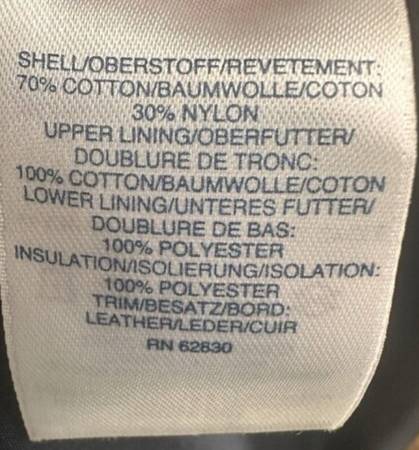 SHELL/OBERSTOFF/REVETEMENT:
70% COTTON/BAUMWOLLE/COTON
30% NYLON
UPPER LINING/OBERFUTTER/
DOUBLURE DE TRONC:
100% COTTON/BAUMWOLLE/COTON
LOWER LINING/UNTERES FUTTER/
DOUBLURE DE BAS:
100% POLYESTER
INSULATION/ISOLIERUNG/ISOLATION:
100% POLYESTER
TRIM/BESATZ/BORD:
LEATHER/LEDER/CUIR
RN 62830